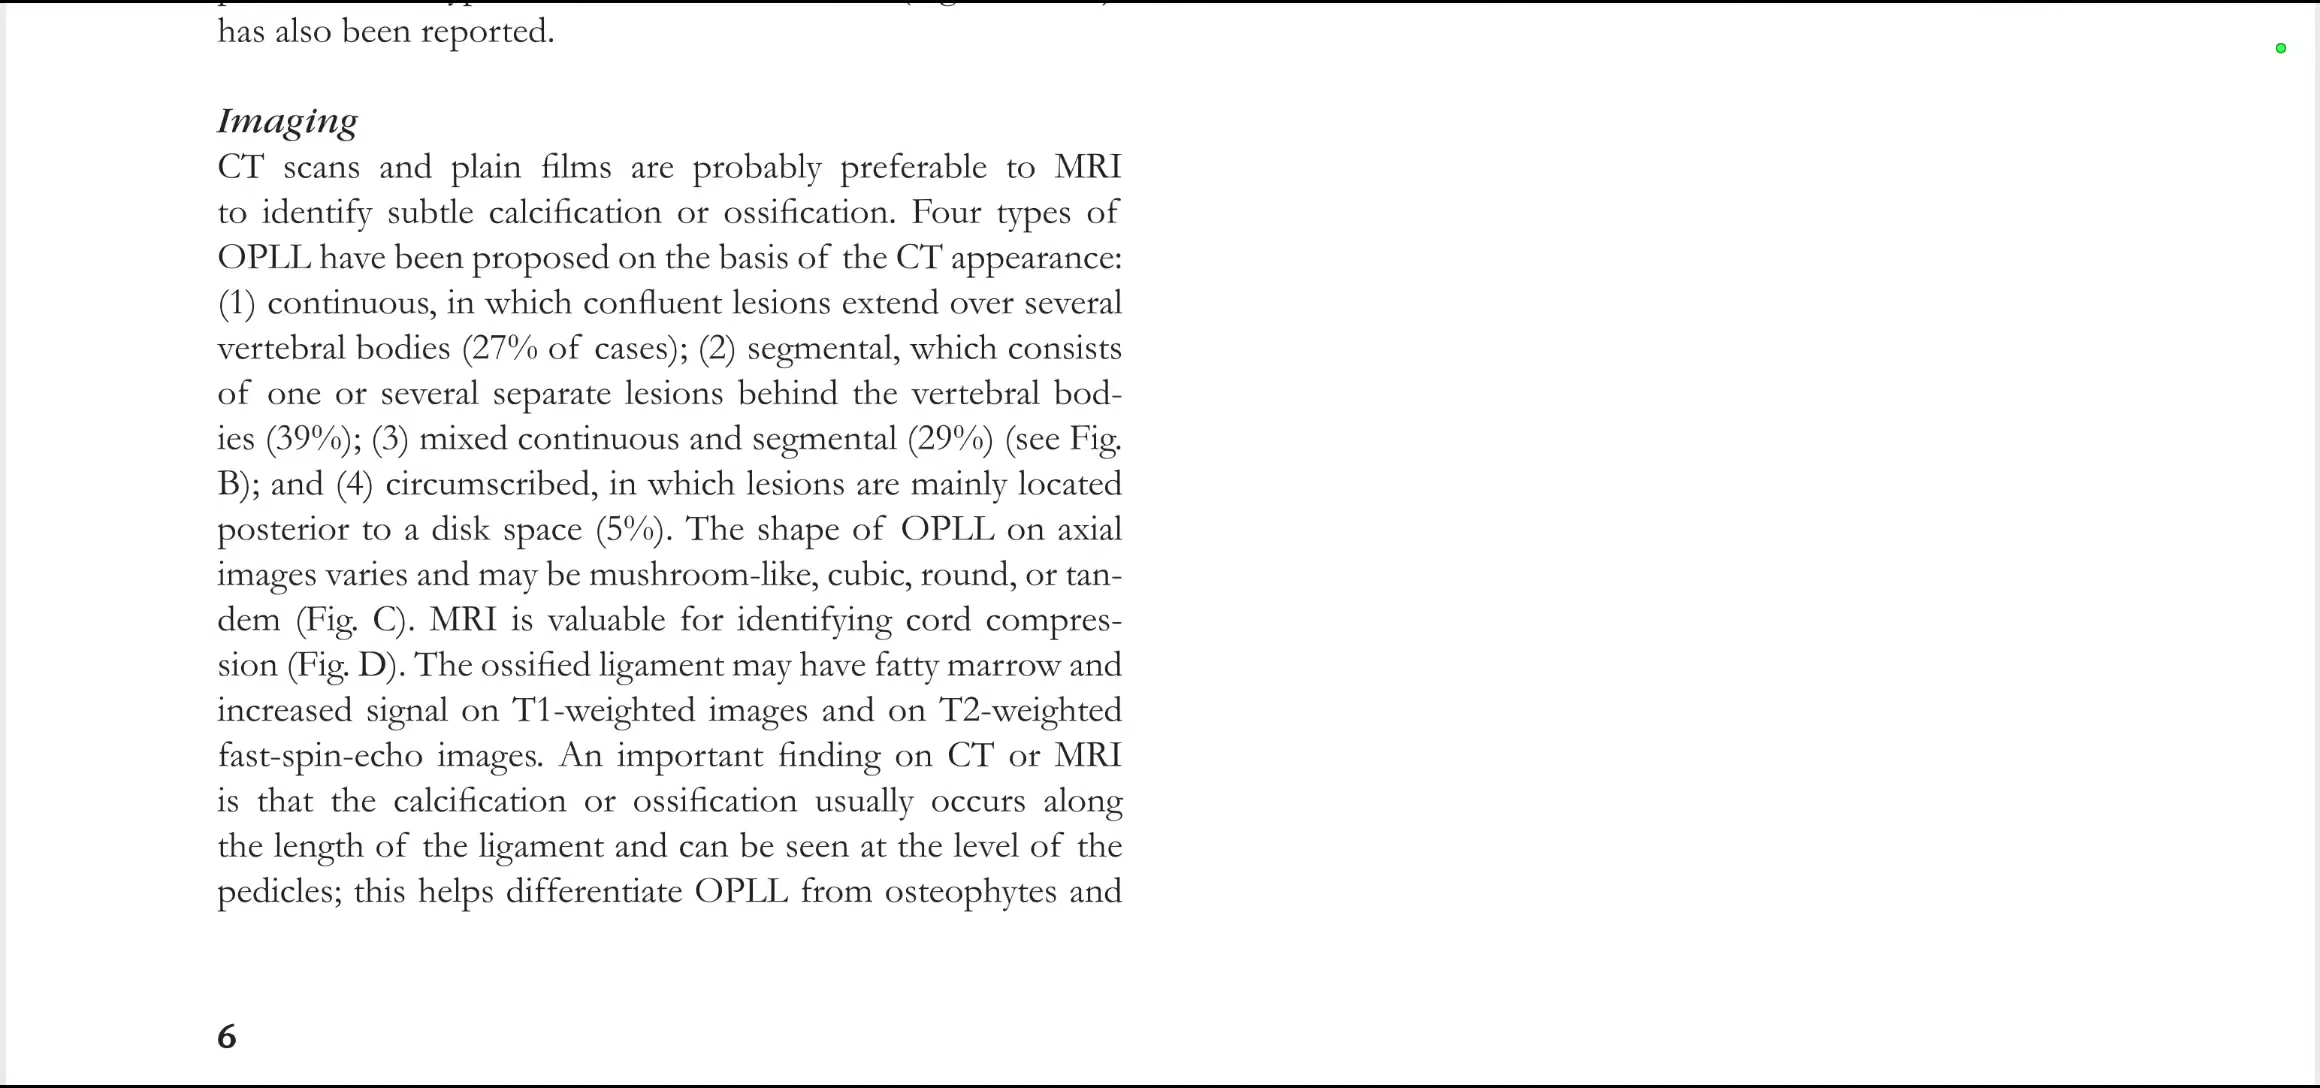 has also been reported.
Imaging
CT scans and plain films are probably preferable to MRI
to identify subtle calcification or ossification. Four types of
OPLL have been proposed on the basis of the CT appearance:
(1) continuous, in which confluent lesions extend over several
vertebral bodies (27% of cases); (2) segmental, which consists
of one or several separate lesions behind the vertebral bod-
ies (39%); (3) mixed continuous and segmental (29%) (see Fig.
B); and (4) circumscribed, in which lesions are mainly located
posterior to a disk space (5%). The shape of OPLL on axial
images varies and may be mushroom-like, cubic, round, or tan-
dem (Fig. C). MRI is valuable for identifying cord compres-
sion (Fig. D). The ossified ligament may have fatty marrow and
increased signal on T1-weighted images and on T2-weighted
fast-spin-echo images. An important finding on CT or MRI
is that the calcification or ossification usually occurs along
the length of the ligament and can be seen at the level of the
pedicles; this helps differentiate OPLL from osteophytes and
6